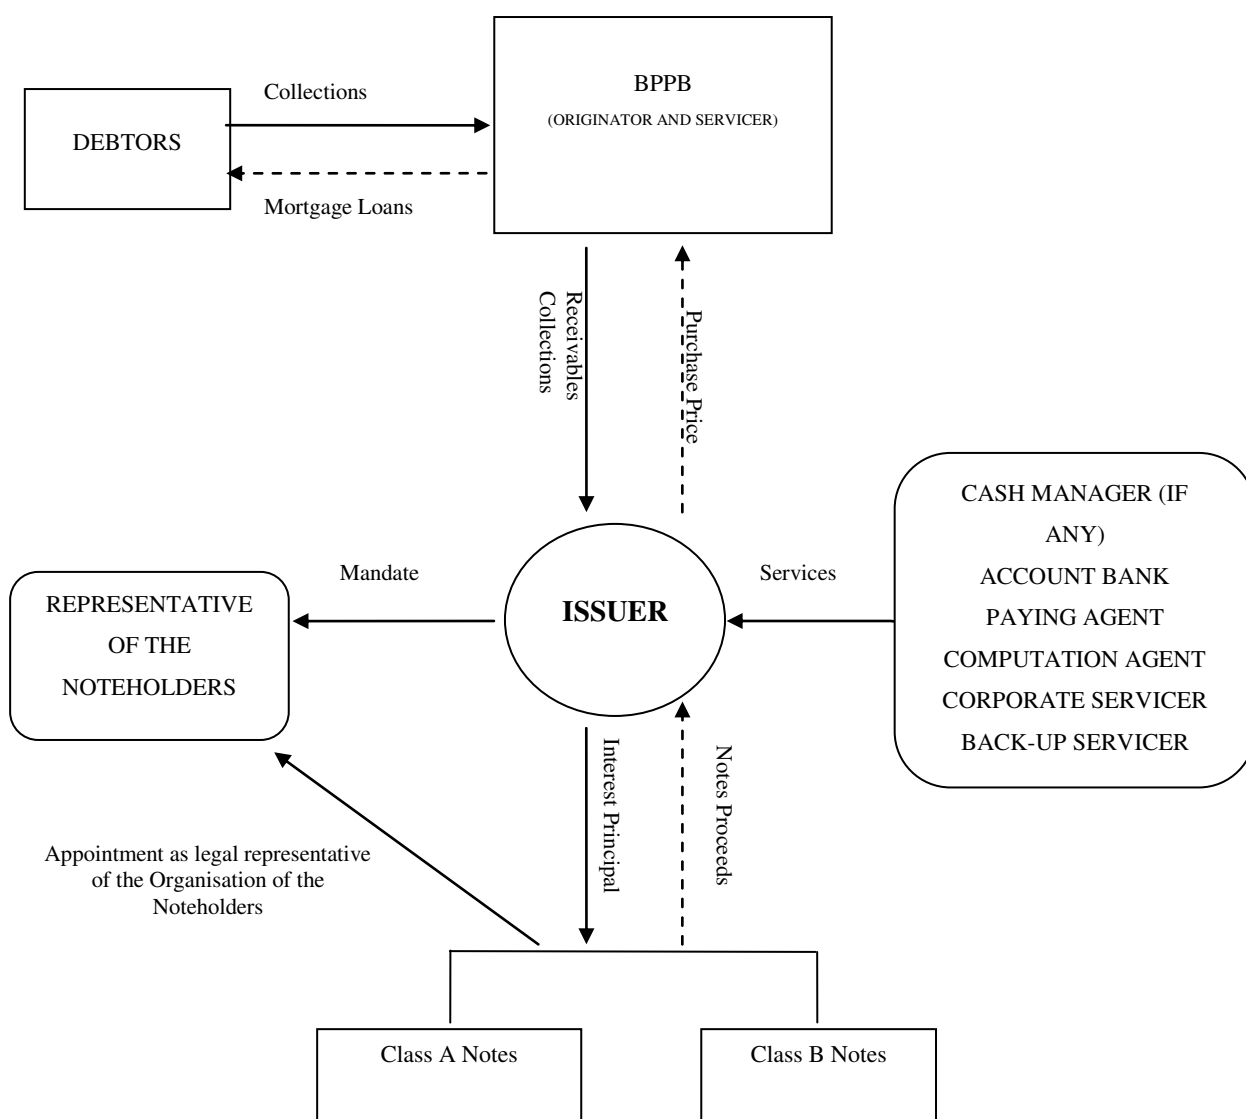 BPPB
(ORIGINATOR AND SERVICER)
Collections
DEBTORS
Mortgage Loans
Receivables
Collections
Purchase Price
CASH MANAGER (IF
ANY)
ACCOUNT BANK
PAYING AGENT
COMPUTATION AGENT
CORPORATE SERVICER
BACK-UP SERVICER
Mandate
Services
ISSUER
REPRESENTATIVE
OF THE
NOTEHOLDERS
Interest Principal
Notes Proceeds
Appointment as legal representative
of the Organisation of the
Noteholders
Class A Notes
Class B Notes